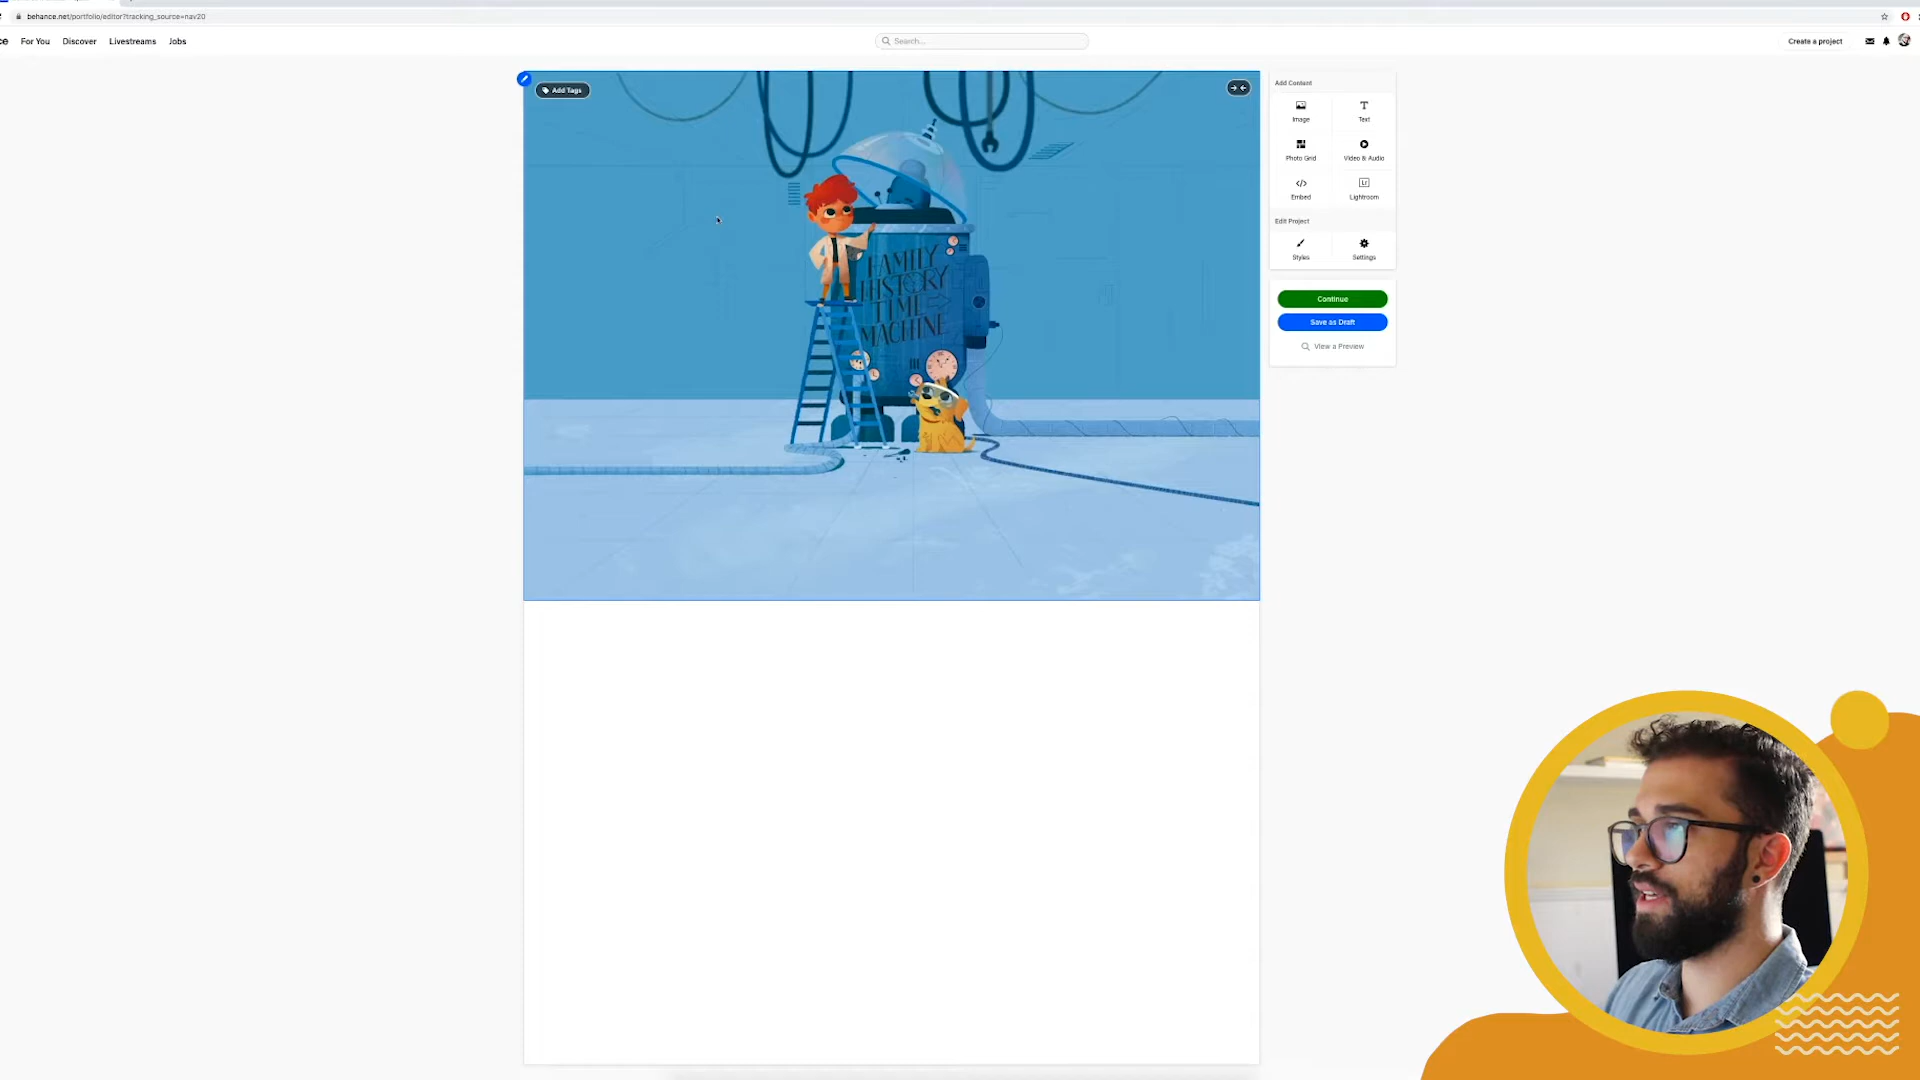 behance.net/portfolio/editor?tracking_source=nav20
ce For You Discover Livestreams Jobs
Search...
Create a project
Add Tags
FAMILY
HISTORY
TIME
MACHINE
Add Content
Image Text
Photo Grid Video & Audio
</> Lr
Embed Lightroom
Edit Project
Styles Settings
Continue
Save as Draft
View a Preview